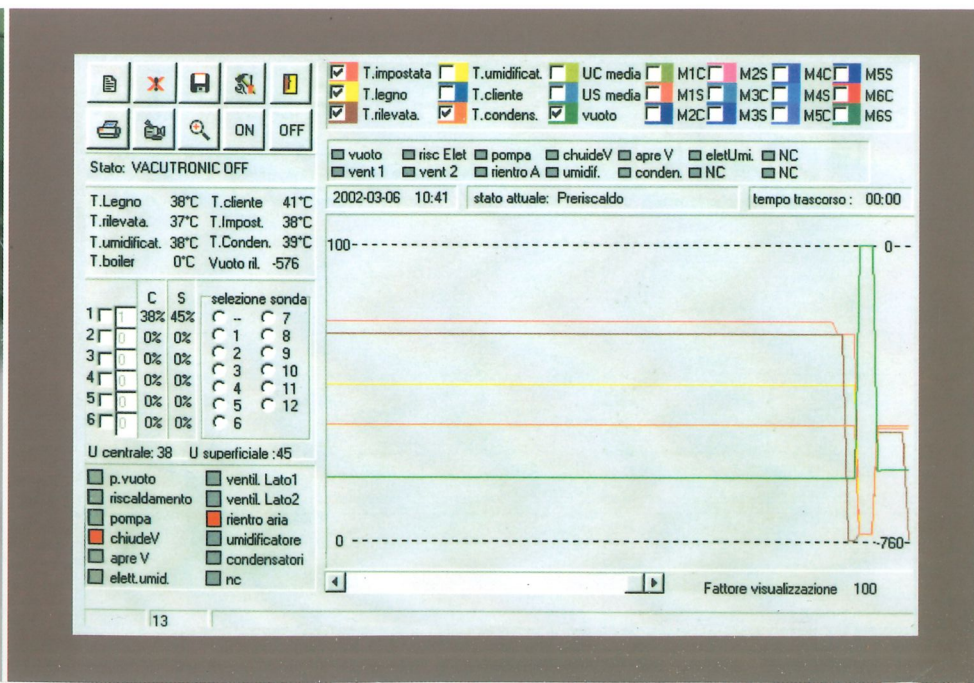 ON OFF
Stato: VACUTRONIC OFF
T.Legno 38°C T.cliente 41°C
T.rilevata. 37°C T.Impost. 38°C
T.umidificat. 38°C T.Conden. 39°C
T.boiler 0°C Vuoto ril. -576
C S
1 1 38% 45%
2 0 0% 0%
3 0 0% 0%
4 0 0% 0%
5 0 0% 0%
6 0 0% 0%
selezione sonda
-- 7
1 8
2 9
3 10
4 11
5 12
6
U centrale: 38 U superficiale :45
p.vuoto ventil. Lato1
riscaldamento ventil. Lato2
pompa rientro aria
chiudeV umidificatore
apre V condensatori
elett.umid. nc
13
T.impostata T.umidificat. UC media M1C M2S M4C M5S
T.legno T.cliente US media M1S M3C M4S M6C
T.rilevata. T.condens. vuoto M2C M3S M5C M6S
vuoto risc Elet pompa chuideV apre V eletUmi. NC
vent 1 vent 2 rientro A umidif. conden. NC NC
2002-03-06 10:41 stato attuale: Preriscaldo tempo trascorso : 00:00
100 0
0 -760
Fattore visualizzazione 100